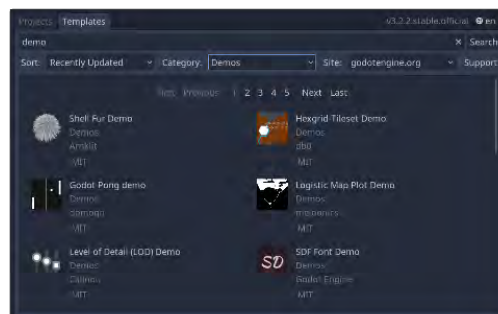 Projects Templates v3.2.2.stable.official en
demo × Search
Sort: Recently Updated Category: Demos Site: godotengine.org Support
First Previous 1 2 3 4 5 Next Last
Shell Fur Demo
Demos
Arnklit
MIT
Hexgrid Tileset Demo
Demos
db0
MIT
Godot Pong demo
Demos
MIT
Logistic Map Plot Demo
Demos
MIT
Level of Detail (LOD) Demo
Demos
Calinou
MIT
SD
SDF Font Demo
Demos
Godot Engine
MIT